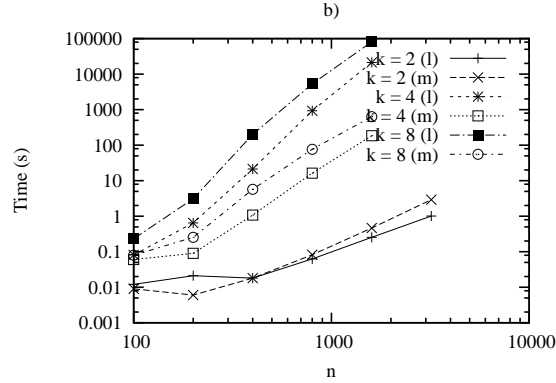 b)
100000
10000
1000
100
10
1
0.1
0.01
0.001
Time (s)
k = 2 (l)
k = 2 (m)
k = 4 (l)
k = 4 (m)
k = 8 (l)
k = 8 (m)
100
1000
10000
n